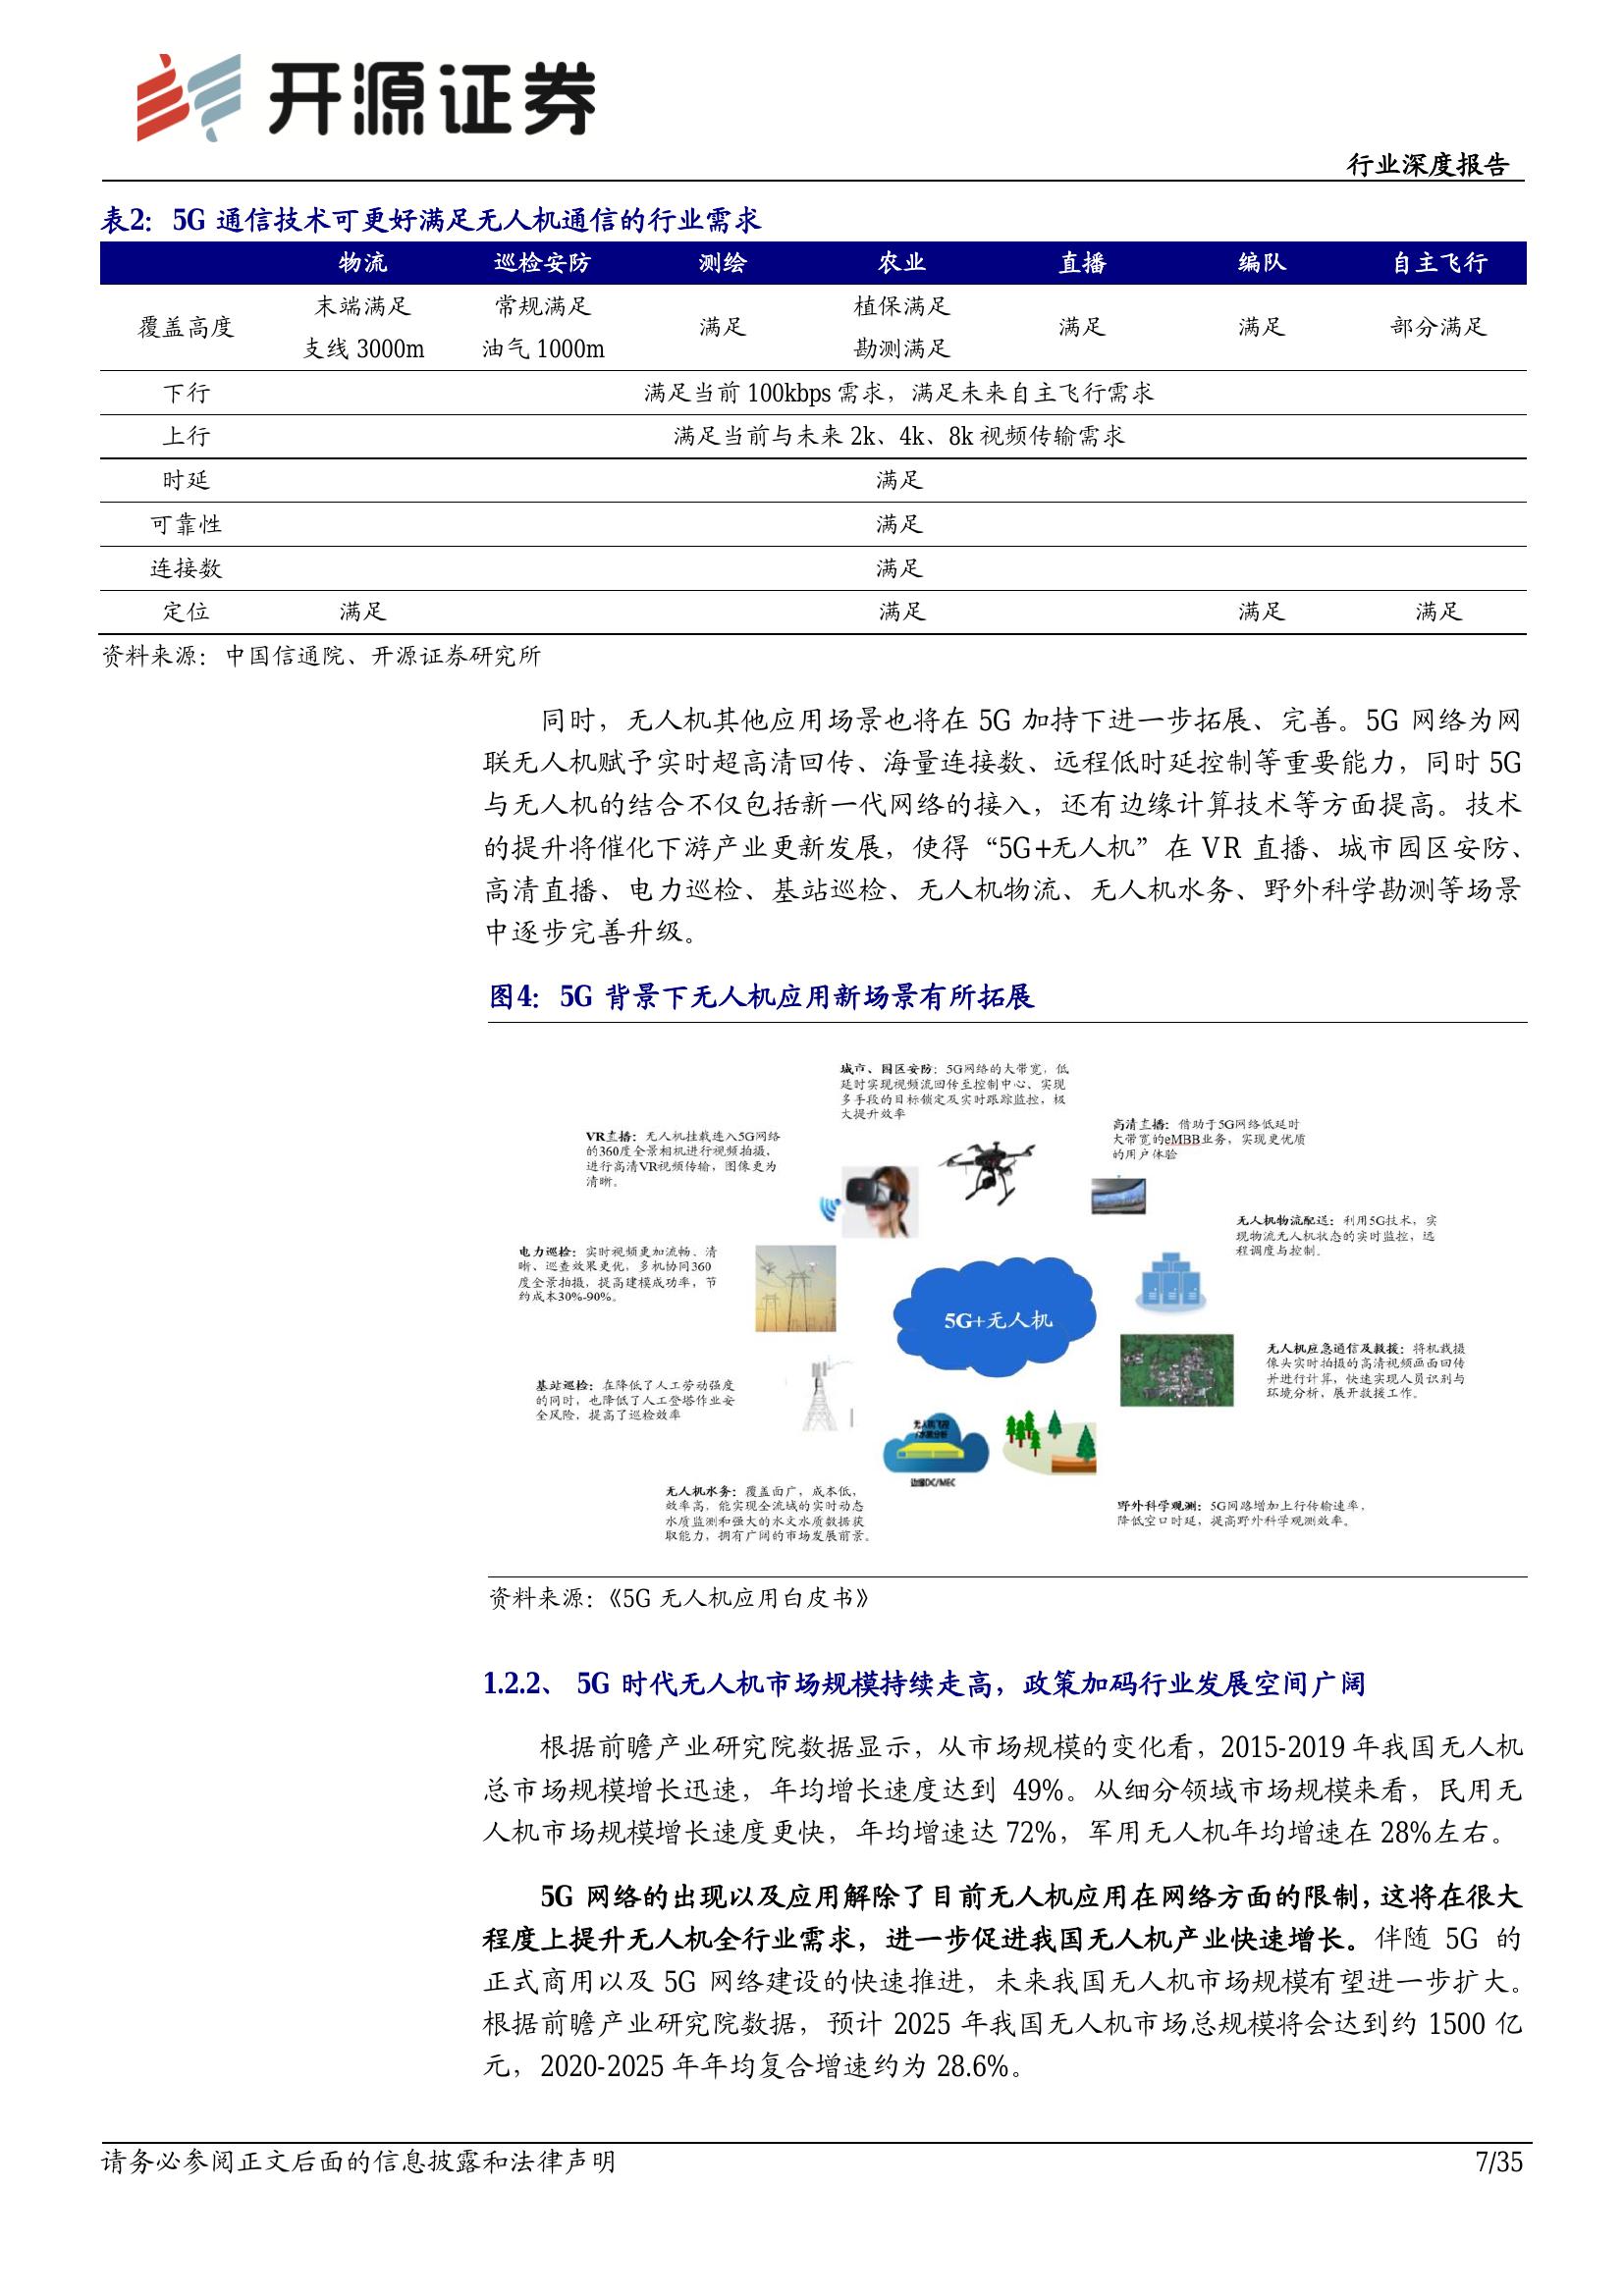 开源证券
行业深度报告
表2：5G 通信技术可更好满足无人机通信的行业需求
物流 巡检安防 测绘 农业 直播 编队 自主飞行
覆盖高度 末端满足 支线 3000m 常规满足 油气 1000m 满足 植保满足 勘测满足 满足 满足 部分满足
下行 满足当前 100kbps 需求，满足未来自主飞行需求
上行 满足当前与未来 2k、4k、8k 视频传输需求
时延 满足
可靠性 满足
连接数 满足
定位 满足 满足 满足 满足
资料来源：中国信通院、开源证券研究所
同时，无人机其他应用场景也将在 5G 加持下进一步拓展、完善。5G 网络为网
联无人机赋予实时超高清回传、海量连接数、远程低时延控制等重要能力，同时 5G
与无人机的结合不仅包括新一代网络的接入，还有边缘计算技术等方面提高。技术
的提升将催化下游产业更新发展，使得“5G+无人机”在 VR 直播、城市园区安防、
高清直播、电力巡检、基站巡检、无人机物流、无人机水务、野外科学勘测等场景
中逐步完善升级。
图4：5G 背景下无人机应用新场景有所拓展
城市、园区安防：5G网络的大带宽，低
延时实现视频流回传至控制中心、实现
多手段的目标锁定及实时跟踪监控，极
大提升效率
高清直播：借助于5G网络低延时
大带宽的eMBB业务，实现更优质
的用户体验
VR直播：无人机挂载连入5G网络
的360度全景相机进行视频拍摄，
进行高清VR视频传输，图像更为
清晰。
无人机物流配送：利用5G技术，实
现物流无人机状态的实时监控，远
程调度与控制。
电力巡检：实时视频更加流畅、清
晰、巡查效果更优，多机协同360
度全景拍摄，提高建模成功率，节
约成本30%-90%。
5G+无人机
无人机应急通信及救援：将机载摄
像头实时拍摄的高清视频画面回传
并进行计算，快速实现人员识别与
环境分析、展开救援工作。
基站巡检：在降低了人工劳动强度
的同时，也降低了人工登塔作业安
全风险，提高了巡检效率
无人机飞控
/水质分析
边缘DC/MEC
无人机水务：覆盖面广，成本低，
效率高，能实现全流域的实时动态
水质监测和强大的水文水质数据获
取能力，拥有广阔的市场发展前景。
野外科学观测：5G网路增加上行传输速率，
降低空口时延，提高野外科学观测效率。
资料来源：《5G 无人机应用白皮书》
1.2.2、 5G 时代无人机市场规模持续走高，政策加码行业发展空间广阔
根据前瞻产业研究院数据显示，从市场规模的变化看，2015-2019 年我国无人机
总市场规模增长迅速，年均增长速度达到 49%。从细分领域市场规模来看，民用无
人机市场规模增长速度更快，年均增速达 72%，军用无人机年均增速在 28%左右。
5G 网络的出现以及应用解除了目前无人机应用在网络方面的限制，这将在很大
程度上提升无人机全行业需求，进一步促进我国无人机产业快速增长。伴随 5G 的
正式商用以及 5G 网络建设的快速推进，未来我国无人机市场规模有望进一步扩大。
根据前瞻产业研究院数据，预计 2025 年我国无人机市场总规模将会达到约 1500 亿
元，2020-2025 年年均复合增速约为 28.6%。
请务必参阅正文后面的信息披露和法律声明
7/35